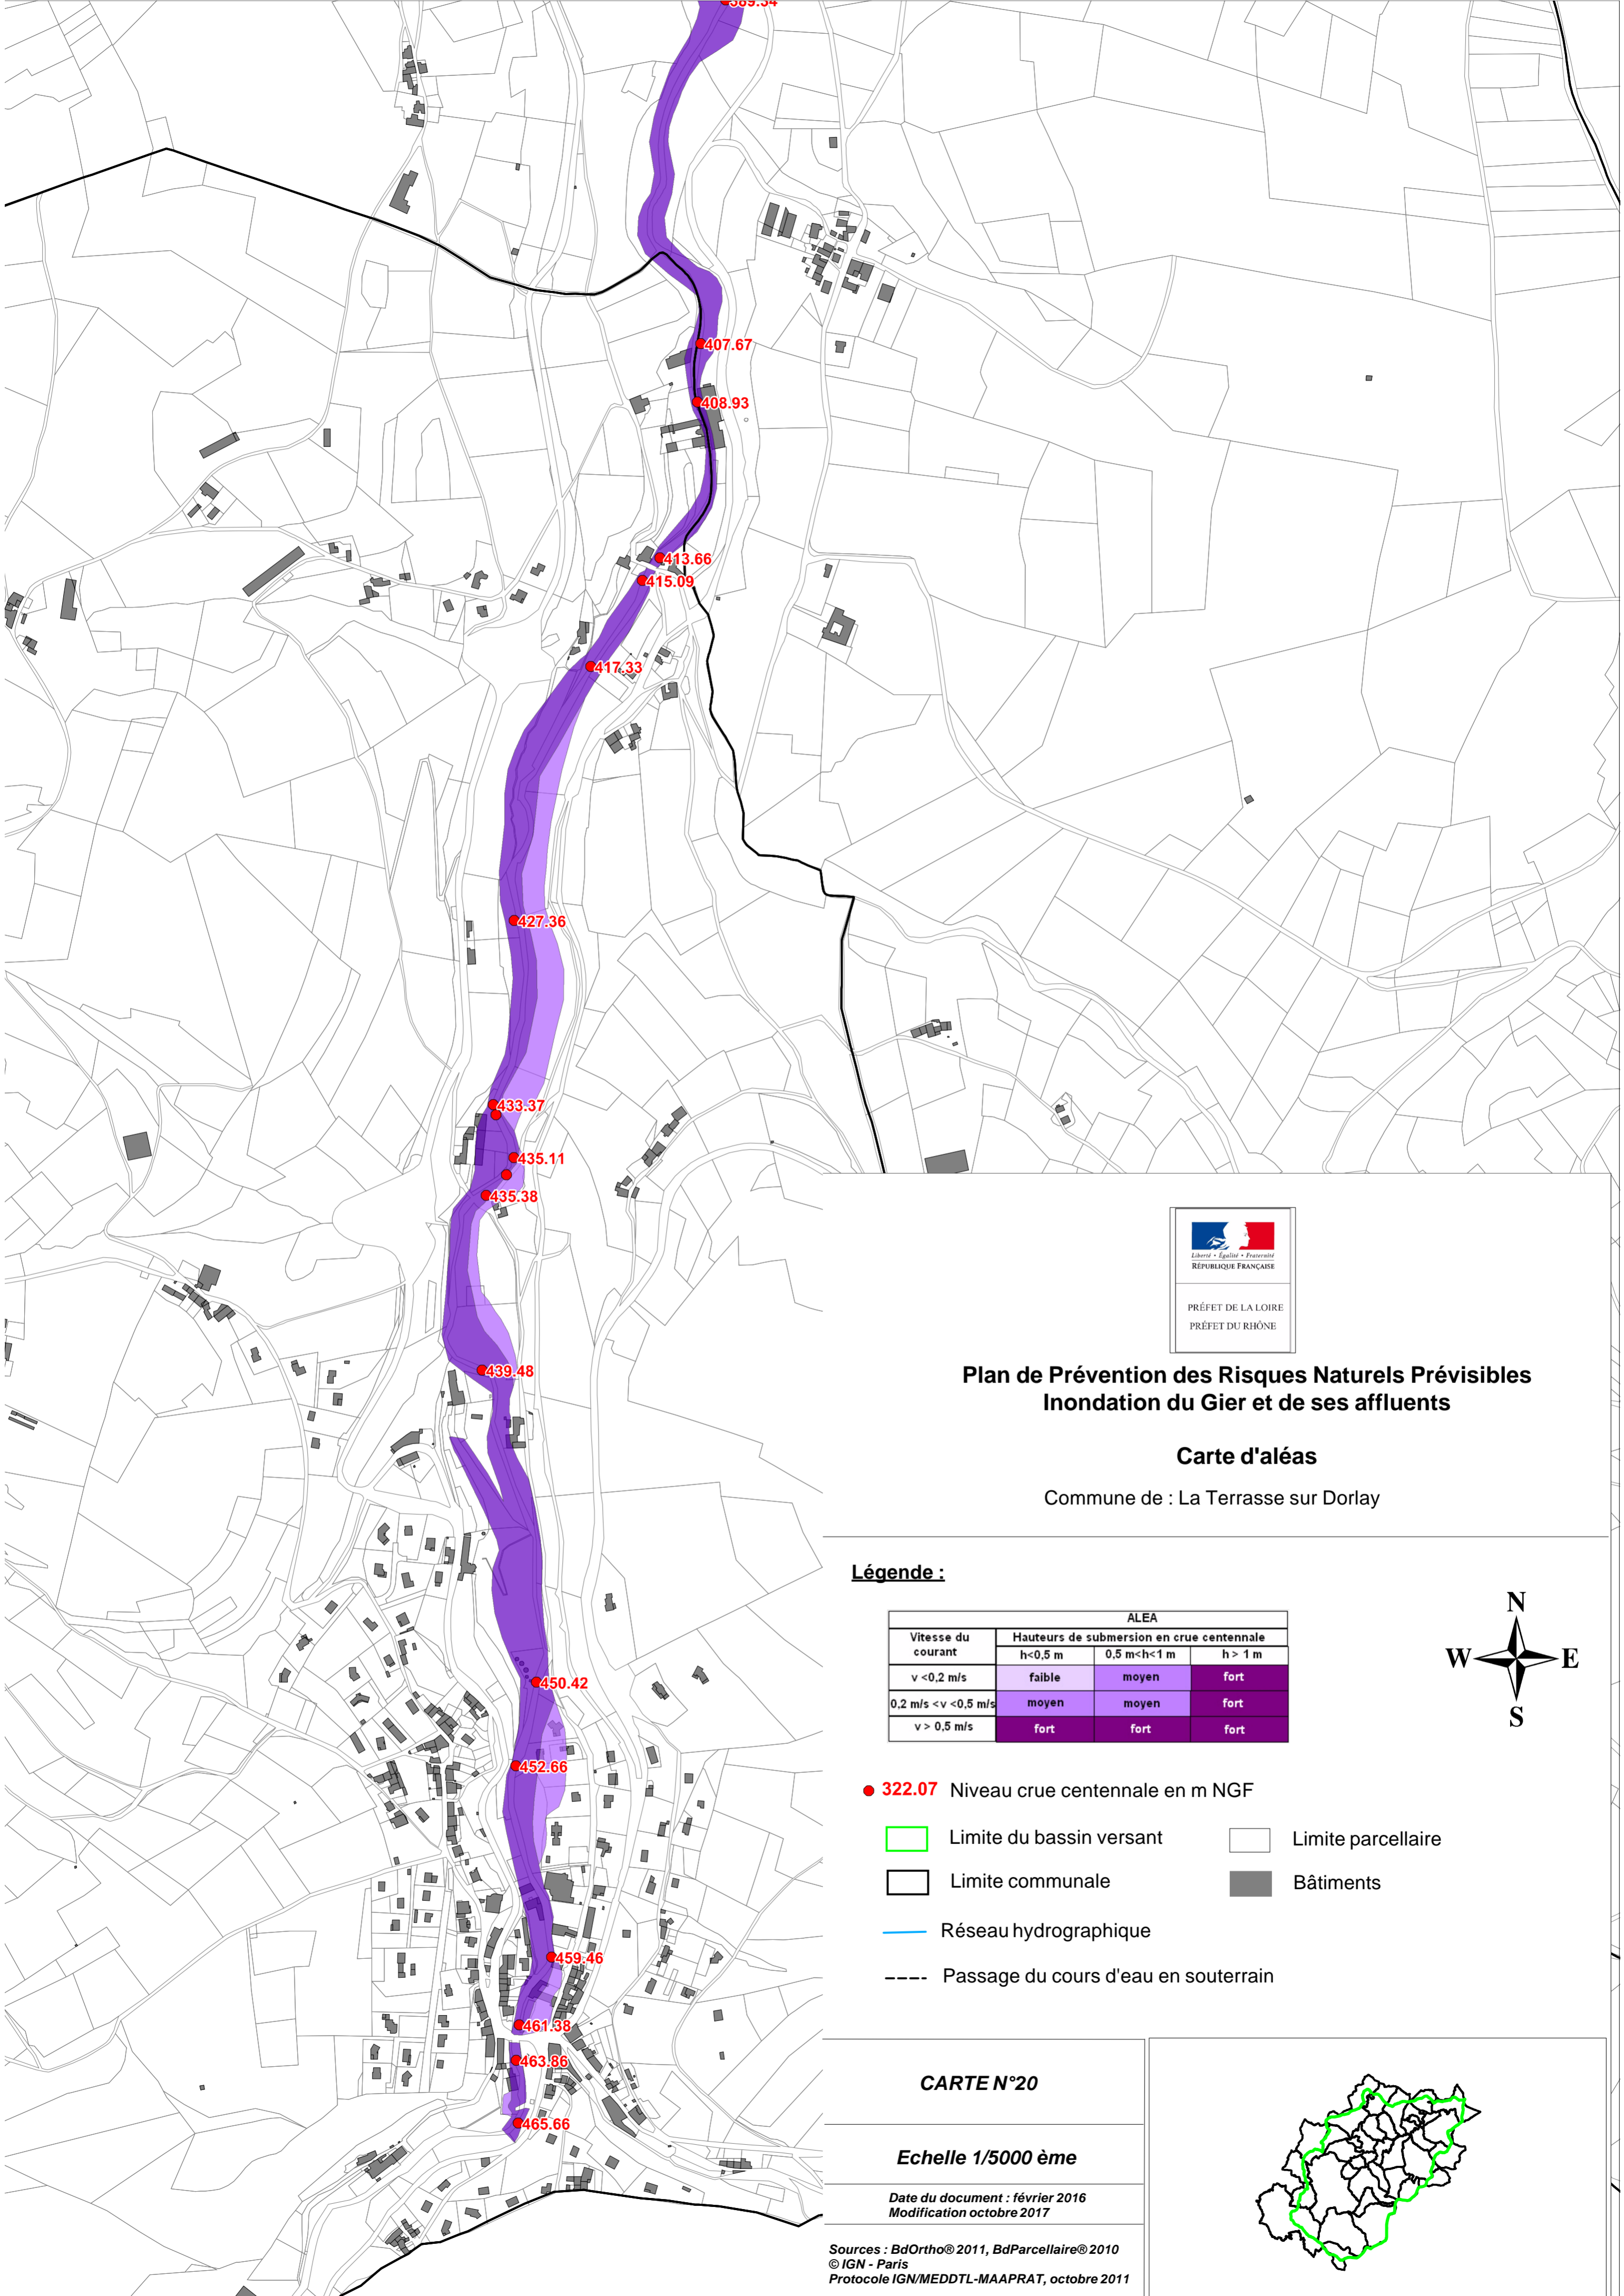 389.34
407.67
408.93
413.66
415.09
417.33
427.36
433.37
435.11
435.38
439.48
450.42
452.66
459.46
461.38
463.86
465.66
Liberté • Égalité • Fraternité
RÉPUBLIQUE FRANÇAISE
PRÉFET DE LA LOIRE
PRÉFET DU RHÔNE
Plan de Prévention des Risques Naturels Prévisibles
Inondation du Gier et de ses affluents
Carte d'aléas
Commune de : La Terrasse sur Dorlay
Légende :
ALEA
Vitesse du courant Hauteurs de submersion en crue centennale
h<0,5 m 0,5 m<h<1 m h > 1 m
v <0,2 m/s faible moyen fort
0,2 m/s <v <0,5 m/s moyen moyen fort
v > 0,5 m/s fort fort fort
N
W E
S
322.07 Niveau crue centennale en m NGF
Limite du bassin versant Limite parcellaire
Limite communale Bâtiments
Réseau hydrographique
Passage du cours d'eau en souterrain
CARTE N°20
Echelle 1/5000 ème
Date du document : février 2016
Modification octobre 2017
Sources : BdOrtho® 2011, BdParcellaire® 2010
© IGN - Paris
Protocole IGN/MEDDTL-MAAPRAT, octobre 2011